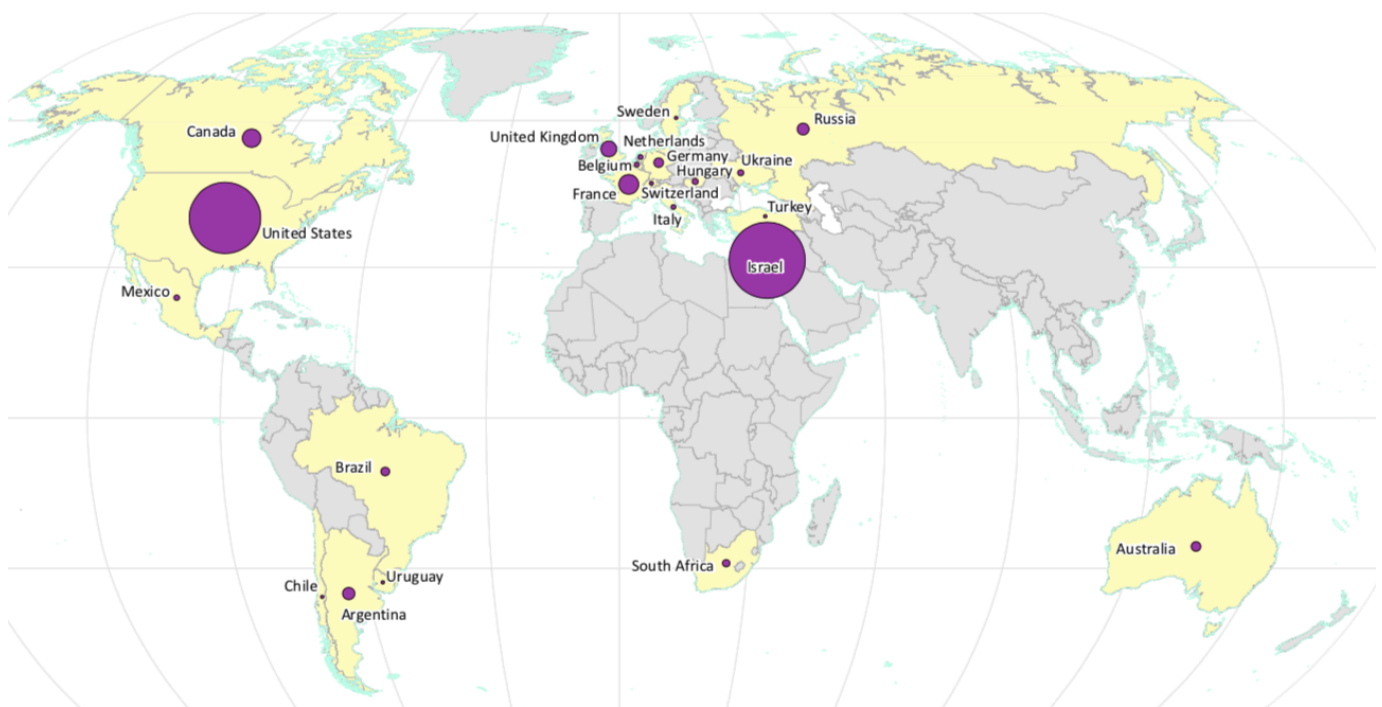 Sweden
Russia
Canada
United Kingdom
Netherlands
Germany
Ukraine
Belgium
Hungary
France
Switzerland
Turkey
Italy
United States
Israel
Mexico
Brazil
Australia
South Africa
Uruguay
Chile
Argentina